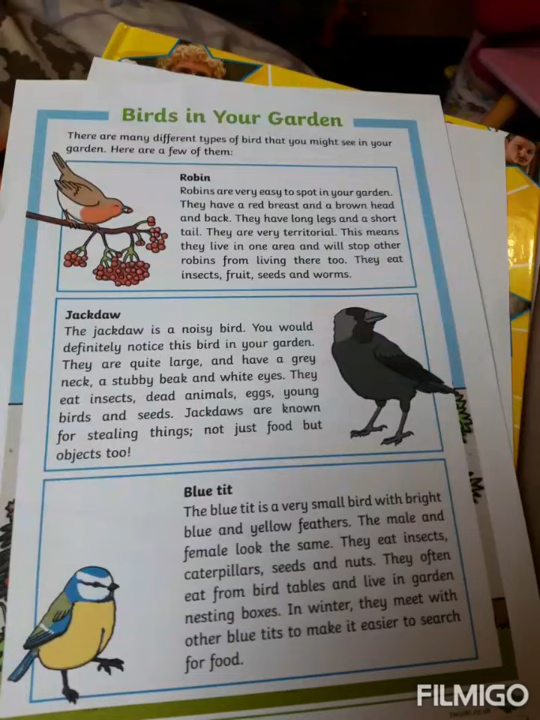 Birds in Your Garden
There are many different types of bird that you might see in your
garden. Here are a few of them:
Robin
Robins are very easy to spot in your garden.
They have a red breast and a brown head
and back. They have long legs and a short
tail. They are very territorial. This means
they live in one area and will stop other
robins from living there too. They eat
insects, fruit, seeds and worms.
Jackdaw
The jackdaw is a noisy bird. You would
definitely notice this bird in your garden.
They are quite large, and have a grey
neck, a stubby beak and white eyes. They
eat insects, dead animals, eggs, young
birds and seeds. Jackdaws are known
for stealing things; not just food but
objects too!
Blue tit
The blue tit is a very small bird with bright
blue and yellow feathers. The male and
female look the same. They eat insects,
caterpillars, seeds and nuts. They often
eat from bird tables and live in garden
nesting boxes. In winter, they meet with
other blue tits to make it easier to search
for food.
FILMIGO